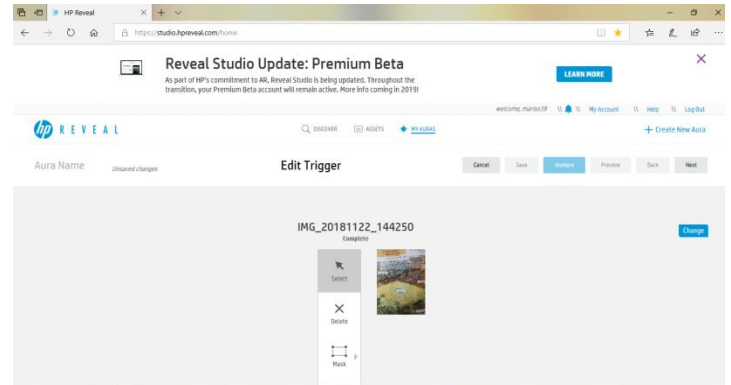 HP Reveal
https://studio.hpreveal.com/home
Reveal Studio Update: Premium Beta
As part of HP's commitment to AR, Reveal Studio is being updated. Throughout the
transition, your Premium Beta account will remain active. More info coming in 2019!
LEARN MORE
welcome, marisa39 \\ \\ My Account \\ Help \\ Log Out
hp REVEAL
DISCOVER ASSETS MY AURAS
+ Create New Aura
Aura Name Unsaved changes Edit Trigger Cancel Save Unshare Preview Back Next
IMG_20181122_144250
Complete
Change
Select
Delete
Mask